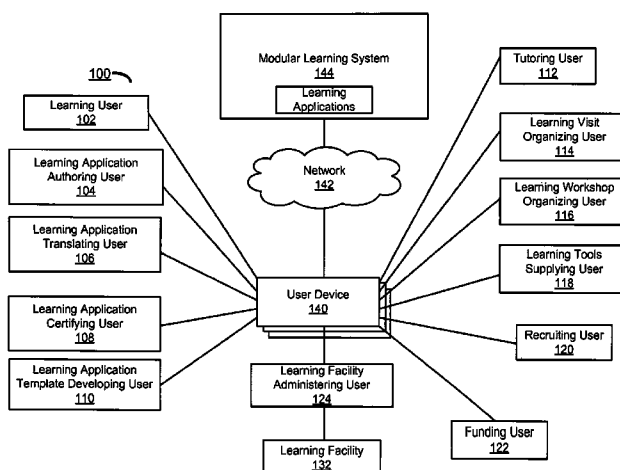 100
Modular Learning System
144
Learning
Applications
Network
142
Learning User
102
Learning Application
Authoring User
104
Learning Application
Translating User
106
Learning Application
Certifying User
108
Learning Application
Template Developing User
110
User Device
140
Learning Facility
Administering User
124
Learning Facility
132
Tutoring User
112
Learning Visit
Organizing User
114
Learning Workshop
Organizing User
116
Learning Tools
Supplying User
118
Recruiting User
120
Funding User
122